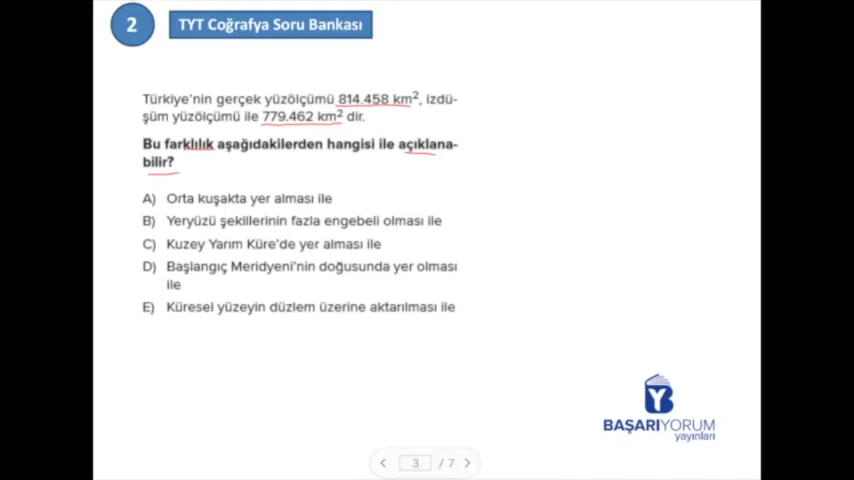 2
TYT Coğrafya Soru Bankası
Türkiye'nin gerçek yüzölçümü 814.458 km², izdü-
şüm yüzölçümü ile 779.462 km² dir.
Bu farklılık aşağıdakilerden hangisi ile açıklana-
bilir?
A) Orta kuşakta yer alması ile
B) Yeryüzü şekillerinin fazla engebeli olması ile
C) Kuzey Yarım Küre'de yer alması ile
D) Başlangıç Meridyeni'nin doğusunda yer olması
ile
E) Küresel yüzeyin düzlem üzerine aktarılması ile
BAŞARIYORUM
yayınları
3 / 7